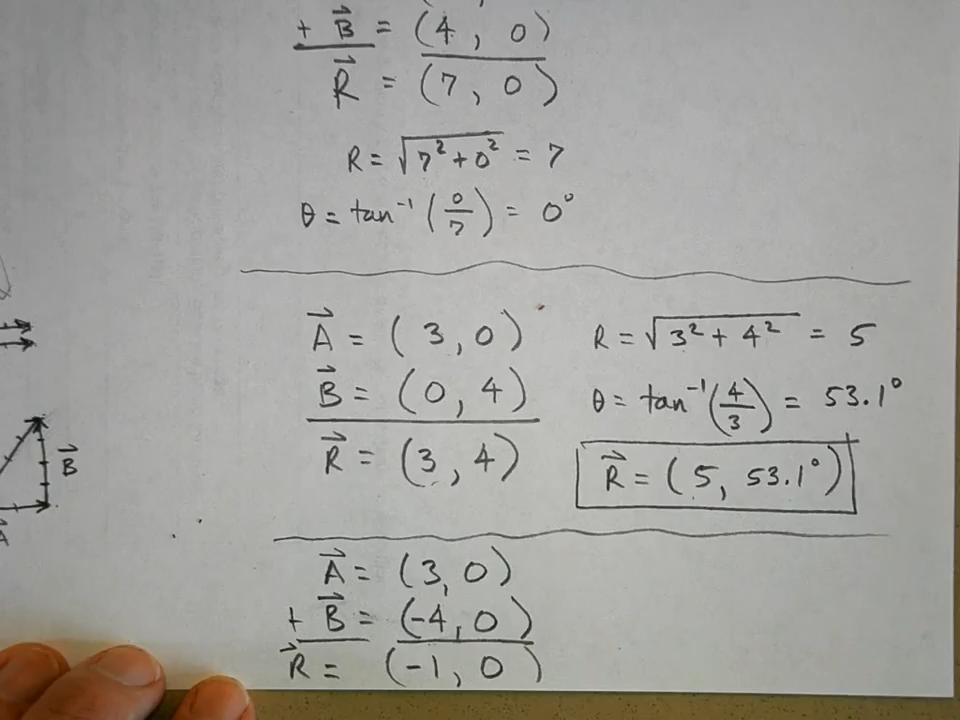 + B⃗ = (4, 0)
R⃗ = (7, 0)
R = √7² + 0² = 7
θ = tan⁻¹ (0/7) = 0°
A⃗ = (3, 0)
B⃗ = (0, 4)
R⃗ = (3, 4)
R = √3² + 4² = 5
θ = tan⁻¹ (4/3) = 53.1°
R⃗ = (5, 53.1°)
B⃗
A⃗
A⃗ = (3, 0)
+ B⃗ = (-4, 0)
R⃗ = (-1, 0)